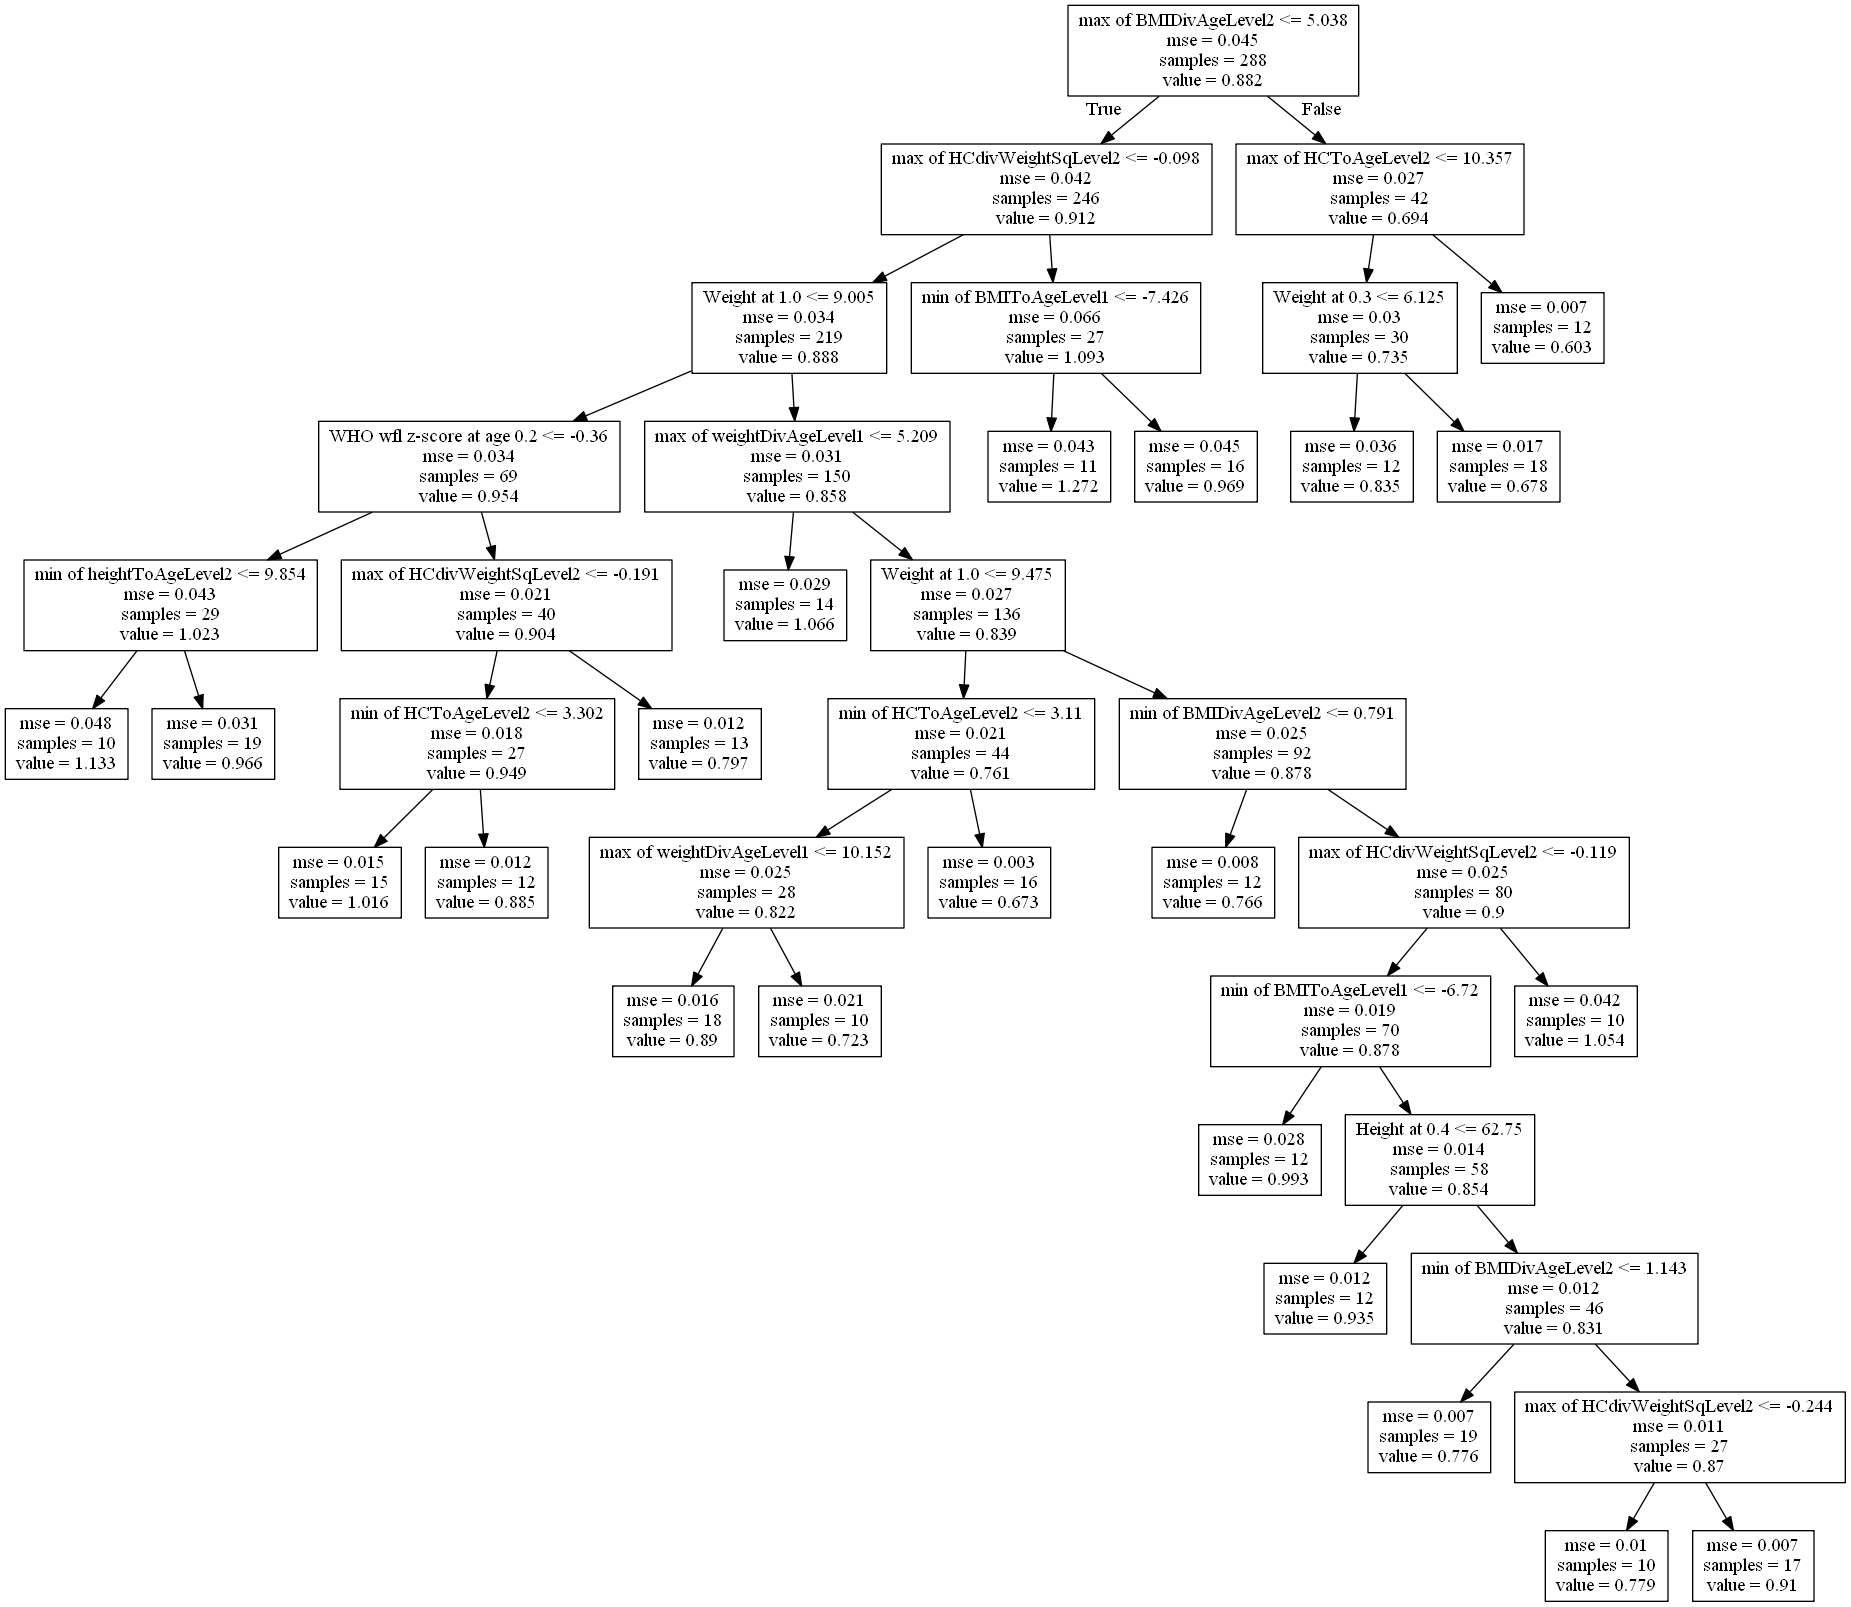 max of BMIDivAgeLevel2 <= 5.038
mse = 0.045
samples = 288
value = 0.882
True
False
max of HCdivWeightSqLevel2 <= -0.098
mse = 0.042
samples = 246
value = 0.912
max of HCToAgeLevel2 <= 10.357
mse = 0.027
samples = 42
value = 0.694
Weight at 1.0 <= 9.005
mse = 0.034
samples = 219
value = 0.888
min of BMIToAgeLevel1 <= -7.426
mse = 0.066
samples = 27
value = 1.093
Weight at 0.3 <= 6.125
mse = 0.03
samples = 30
value = 0.735
mse = 0.007
samples = 12
value = 0.603
WHO wfl z-score at age 0.2 <= -0.36
mse = 0.034
samples = 69
value = 0.954
max of weightDivAgeLevel1 <= 5.209
mse = 0.031
samples = 150
value = 0.858
mse = 0.043
samples = 11
value = 1.272
mse = 0.045
samples = 16
value = 0.969
mse = 0.036
samples = 12
value = 0.835
mse = 0.017
samples = 18
value = 0.678
min of heightToAgeLevel2 <= 9.854
mse = 0.043
samples = 29
value = 1.023
max of HCdivWeightSqLevel2 <= -0.191
mse = 0.021
samples = 40
value = 0.904
mse = 0.029
samples = 14
value = 1.066
Weight at 1.0 <= 9.475
mse = 0.027
samples = 136
value = 0.839
mse = 0.048
samples = 10
value = 1.133
mse = 0.031
samples = 19
value = 0.966
min of HCToAgeLevel2 <= 3.302
mse = 0.018
samples = 27
value = 0.949
mse = 0.012
samples = 13
value = 0.797
min of HCToAgeLevel2 <= 3.11
mse = 0.021
samples = 44
value = 0.761
min of BMIDivAgeLevel2 <= 0.791
mse = 0.025
samples = 92
value = 0.878
mse = 0.015
samples = 15
value = 1.016
mse = 0.012
samples = 12
value = 0.885
max of weightDivAgeLevel1 <= 10.152
mse = 0.025
samples = 28
value = 0.822
mse = 0.003
samples = 16
value = 0.673
mse = 0.008
samples = 12
value = 0.766
max of HCdivWeightSqLevel2 <= -0.119
mse = 0.025
samples = 80
value = 0.9
mse = 0.016
samples = 18
value = 0.89
mse = 0.021
samples = 10
value = 0.723
min of BMIToAgeLevel1 <= -6.72
mse = 0.019
samples = 70
value = 0.878
mse = 0.042
samples = 10
value = 1.054
mse = 0.028
samples = 12
value = 0.993
Height at 0.4 <= 62.75
mse = 0.014
samples = 58
value = 0.854
mse = 0.012
samples = 12
value = 0.935
min of BMIDivAgeLevel2 <= 1.143
mse = 0.012
samples = 46
value = 0.831
mse = 0.007
samples = 19
value = 0.776
max of HCdivWeightSqLevel2 <= -0.244
mse = 0.011
samples = 27
value = 0.87
mse = 0.01
samples = 10
value = 0.779
mse = 0.007
samples = 17
value = 0.91